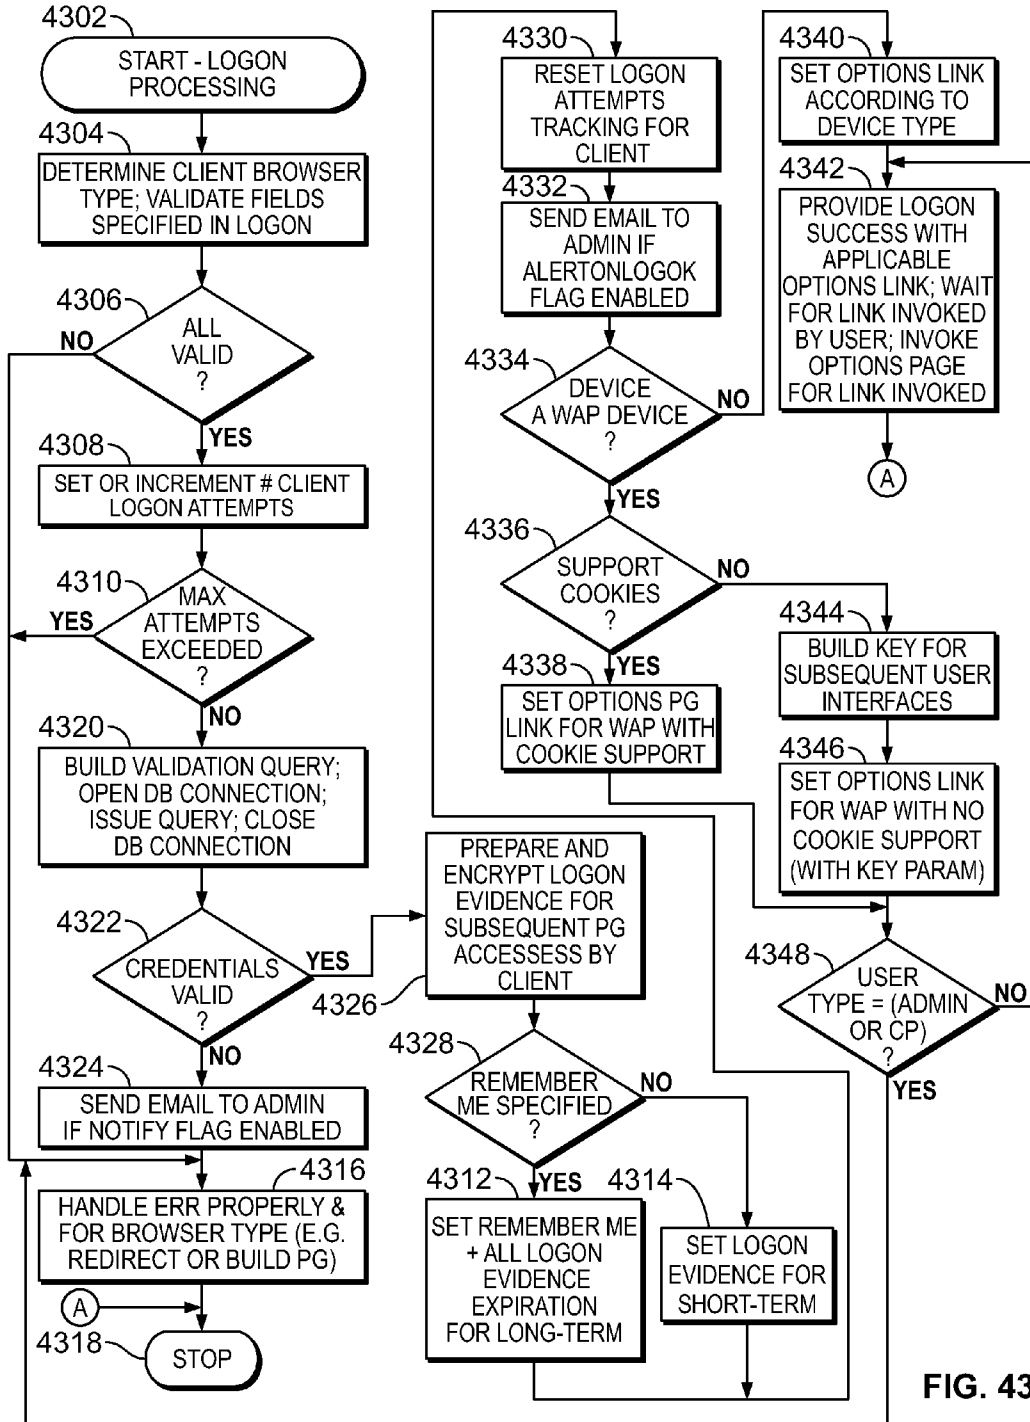 4302
START - LOGON
PROCESSING
4304
DETERMINE CLIENT BROWSER
TYPE; VALIDATE FIELDS
SPECIFIED IN LOGON
4306
NO
ALL
VALID
?
YES
4308
SET OR INCREMENT # CLIENT
LOGON ATTEMPTS
4310
YES
MAX
ATTEMPTS
EXCEEDED
?
NO
4320
BUILD VALIDATION QUERY;
OPEN DB CONNECTION;
ISSUE QUERY; CLOSE
DB CONNECTION
4322
CREDENTIALS
VALID
?
YES
NO
4324
SEND EMAIL TO ADMIN
IF NOTIFY FLAG ENABLED
4316
HANDLE ERR PROPERLY &
FOR BROWSER TYPE (E.G.
REDIRECT OR BUILD PG)
A
4318
STOP
PREPARE AND
ENCRYPT LOGON
EVIDENCE FOR
SUBSEQUENT PG
ACCESSESS BY
CLIENT
4326
4328
REMEMBER
ME SPECIFIED
?
NO
YES
4312
SET REMEMBER ME
+ ALL LOGON
EVIDENCE
EXPIRATION
FOR LONG-TERM
4314
SET LOGON
EVIDENCE FOR
SHORT-TERM
4330
RESET LOGON
ATTEMPTS
TRACKING FOR
CLIENT
4332
SEND EMAIL TO
ADMIN IF
ALERTONLOGOK
FLAG ENABLED
4334
DEVICE
A WAP DEVICE
?
NO
YES
4336
SUPPORT
COOKIES
?
NO
YES
4338
SET OPTIONS PG
LINK FOR WAP WITH
COOKIE SUPPORT
4340
SET OPTIONS LINK
ACCORDING TO
DEVICE TYPE
4342
PROVIDE LOGON
SUCCESS WITH
APPLICABLE
OPTIONS LINK; WAIT
FOR LINK INVOKED
BY USER; INVOKE
OPTIONS PAGE
FOR LINK INVOKED
A
4344
BUILD KEY FOR
SUBSEQUENT USER
INTERFACES
4346
SET OPTIONS LINK
FOR WAP WITH NO
COOKIE SUPPORT
(WITH KEY PARAM)
4348
USER
TYPE = (ADMIN
OR CP)
?
NO
YES
FIG. 43